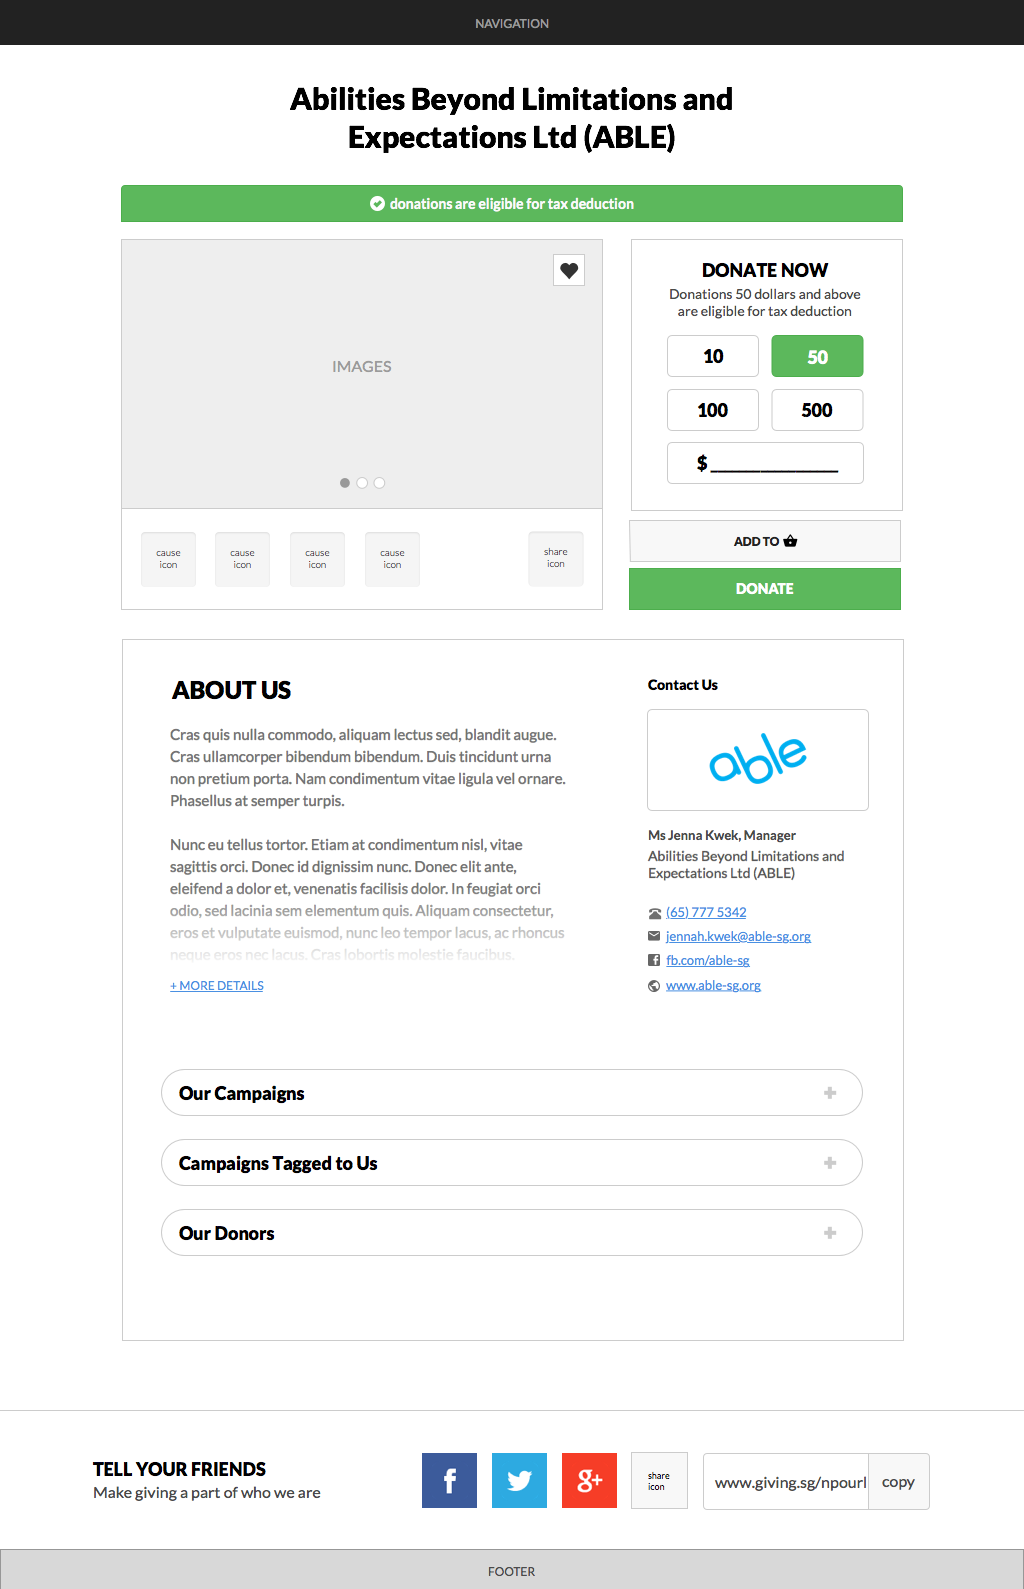 NAVIGATION
Abilities Beyond Limitations and
Expectations Ltd (ABLE)
donations are eligible for tax deduction
IMAGES
cause
icon
cause
icon
cause
icon
cause
icon
share
icon
DONATE NOW
Donations 50 dollars and above
are eligible for tax deduction
10
50
100
500
$ ______________
ADD TO
DONATE
ABOUT US
Cras quis nulla commodo, aliquam lectus sed, blandit augue.
Cras ullamcorper bibendum bibendum. Duis tincidunt urna
non pretium porta. Nam condimentum vitae ligula vel ornare.
Phasellus at semper turpis.
Nunc eu tellus tortor. Etiam at condimentum nisl, vitae
sagittis orci. Donec id dignissim nunc. Donec elit ante,
eleifend a dolor et, venenatis facilisis dolor. In feugiat orci
odio, sed lacinia sem elementum quis. Aliquam consectetur,
eros et vulputate euismod, nunc leo tempor lacus, ac rhoncus
neque eros nec lacus. Cras lobortis molestie faucibus.
+ MORE DETAILS
Contact Us
able
Ms Jenna Kwek, Manager
Abilities Beyond Limitations and
Expectations Ltd (ABLE)
(65) 777 5342
jennah.kwek@able-sg.org
fb.com/able-sg
www.able-sg.org
Our Campaigns
Campaigns Tagged to Us
Our Donors
TELL YOUR FRIENDS
Make giving a part of who we are
f
g+
share
icon
www.giving.sg/npourl
copy
FOOTER